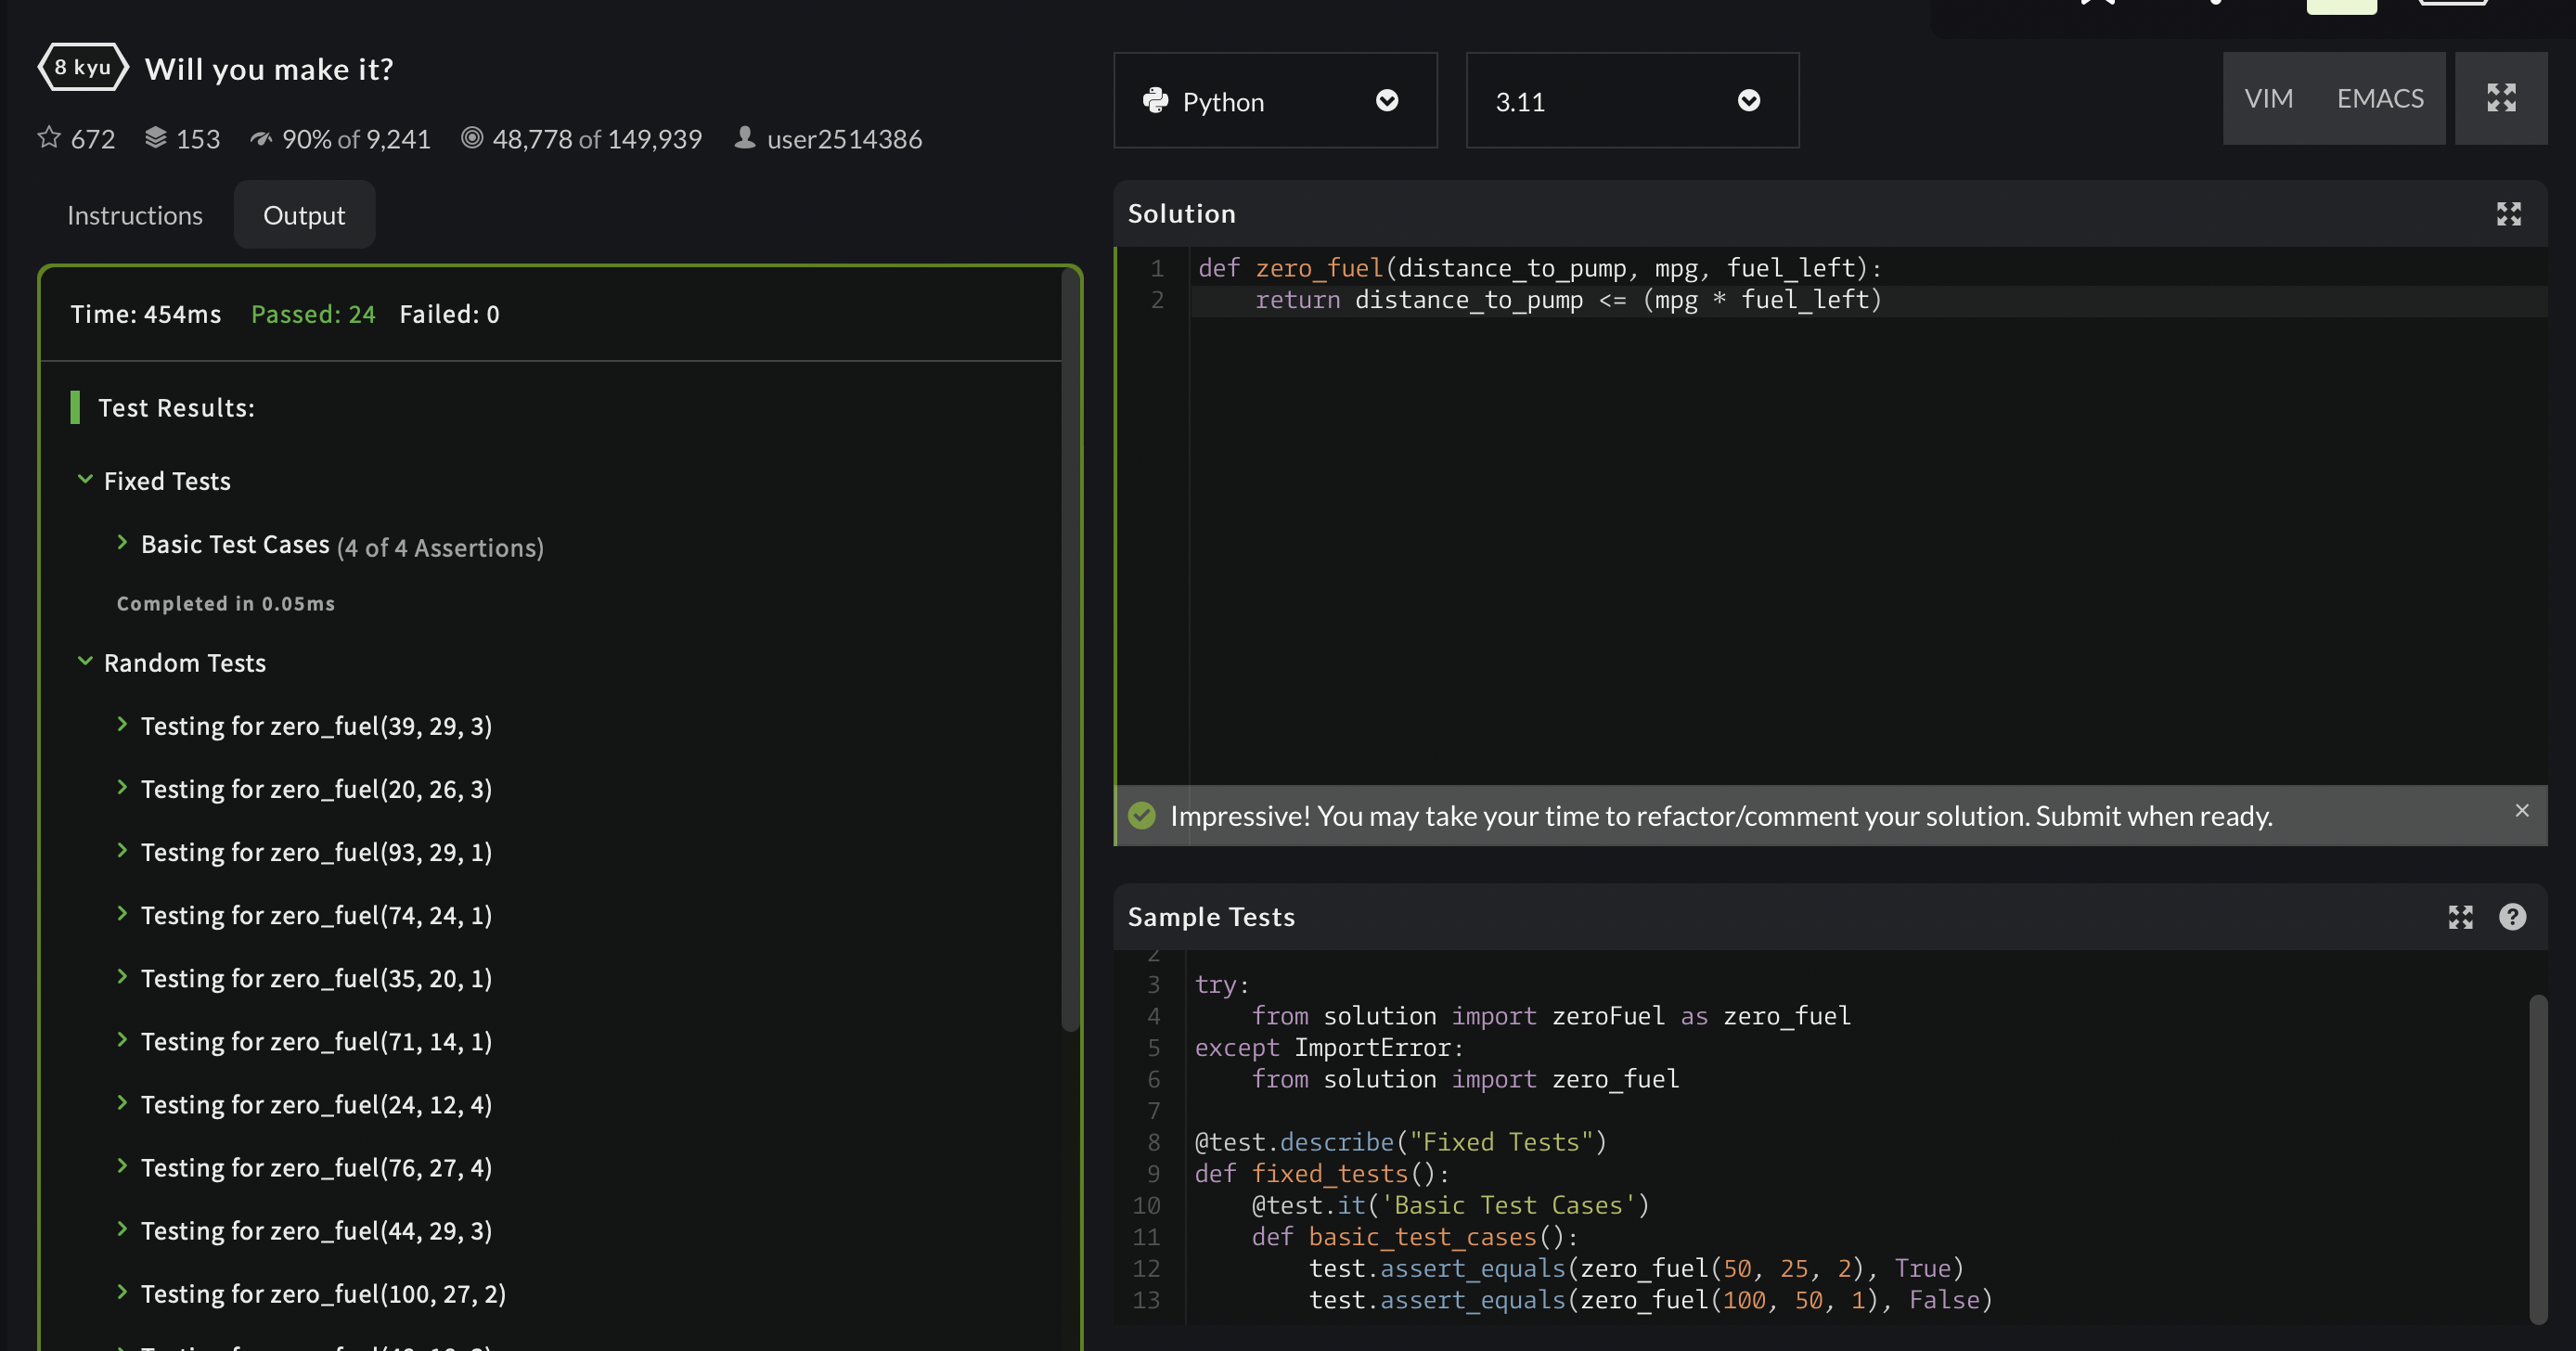 8 kyu Will you make it?
672 153 90% of 9,241 48,778 of 149,939 user2514386
Instructions Output
Time: 454ms Passed: 24 Failed: 0
Test Results:
Fixed Tests
Basic Test Cases (4 of 4 Assertions)
Completed in 0.05ms
Random Tests
Testing for zero_fuel(39, 29, 3)
Testing for zero_fuel(20, 26, 3)
Testing for zero_fuel(93, 29, 1)
Testing for zero_fuel(74, 24, 1)
Testing for zero_fuel(35, 20, 1)
Testing for zero_fuel(71, 14, 1)
Testing for zero_fuel(24, 12, 4)
Testing for zero_fuel(76, 27, 4)
Testing for zero_fuel(44, 29, 3)
Testing for zero_fuel(100, 27, 2)
Python 3.11 VIM EMACS
Solution
1 def zero_fuel(distance_to_pump, mpg, fuel_left):
2     return distance_to_pump <= (mpg * fuel_left)
Impressive! You may take your time to refactor/comment your solution. Submit when ready.
Sample Tests
2
3 try:
4     from solution import zeroFuel as zero_fuel
5 except ImportError:
6     from solution import zero_fuel
7
8 @test.describe("Fixed Tests")
9 def fixed_tests():
10     @test.it('Basic Test Cases')
11     def basic_test_cases():
12         test.assert_equals(zero_fuel(50, 25, 2), True)
13         test.assert_equals(zero_fuel(100, 50, 1), False)